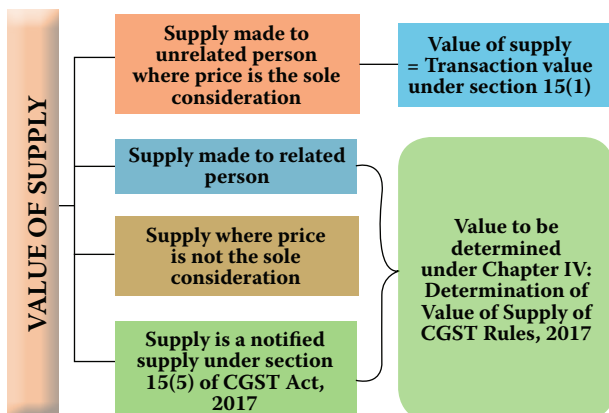 VALUE OF SUPPLY
Supply made to
unrelated person
where price is the sole
consideration
Value of supply
= Transaction value
under section 15(1)
Supply made to related
person
Supply where price
is not the sole
consideration
Supply is a notified
supply under section
15(5) of CGST Act,
2017
Value to be
determined
under Chapter IV:
Determination of
Value of Supply of
CGST Rules, 2017